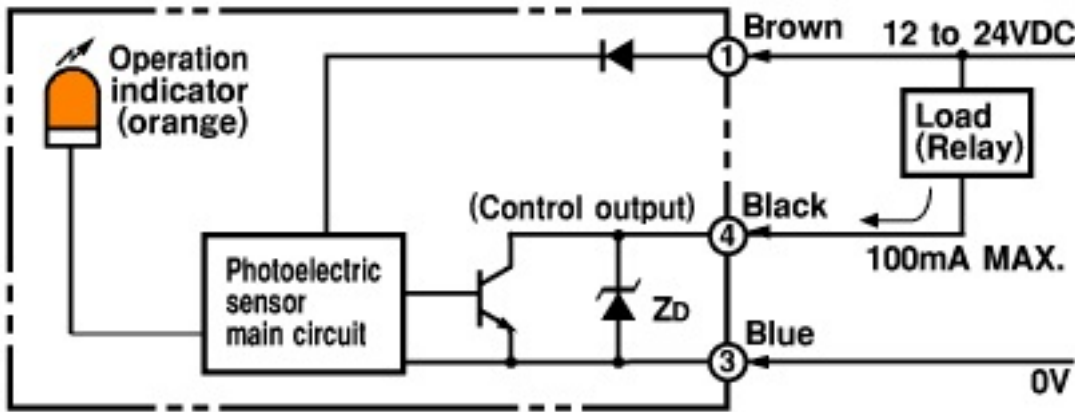 Operation
indicator
(orange)
1
Brown
12 to 24VDC
Load
(Relay)
(Control output)
4
Black
100mA MAX.
Photoelectric
sensor
main circuit
ZD
3
Blue
0V